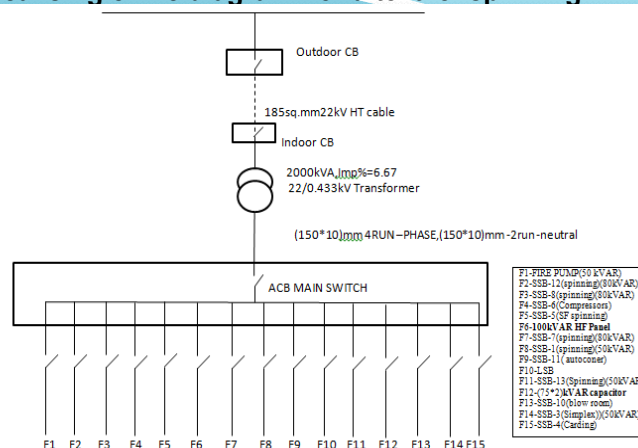 Outdoor CB
185sq.mm22kV HT cable
Indoor CB
2000kVA,Imp%=6.67
22/0.433kV Transformer
(150*10)mm 4RUN–PHASE,(150*10)mm -2run-neutral
ACB MAIN SWITCH
F1 F2 F3 F4 F5 F6 F7 F8 F9 F10 F11 F12 F13 F14 F15
F1-FIRE PUMP(50 kVAR)
F2-SSB-12(spinning)(80kVAR)
F3-SSB-8(spinning)(80kVAR)
F4-SSB-6(Compressors)
F5-SSB-5(SF spinning)
F6-100kVAR HF Panel
F7-SSB-7(spinning)(80kVAR)
F8-SSB-1(spinning)(50kVAR)
F9-SSB-11( autoconer)
F10-LSB
F11-SSB-13(Spinning)(50kVAR
F12-(75*2)kVAR capacitor
F13-SSB-10(blow room)
F14-SSB-3(Simplex))(50kVAR)
F15-SSB-4(Carding)